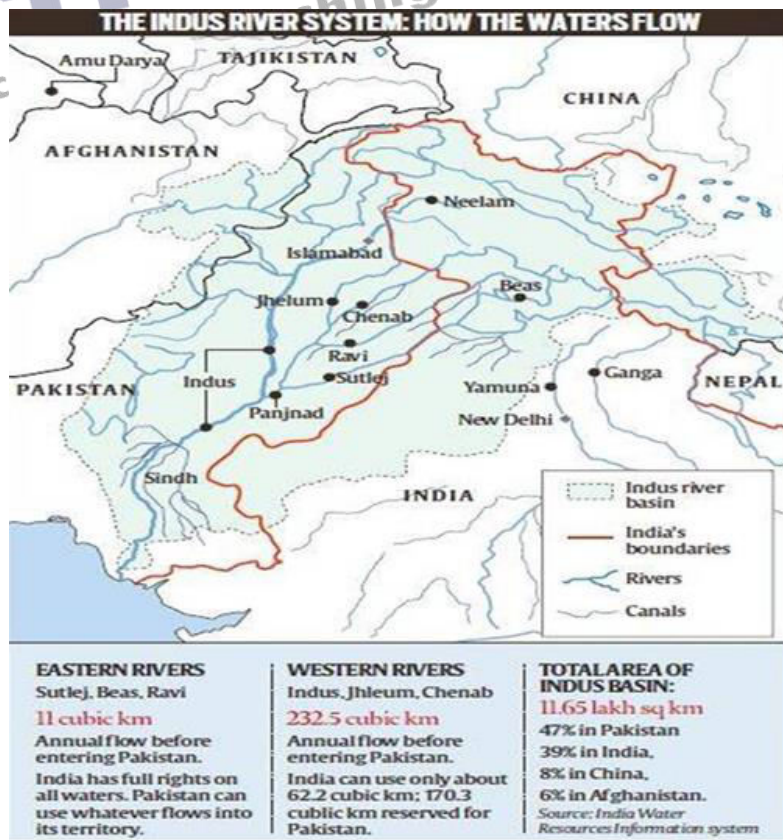 THE INDUS RIVER SYSTEM: HOW THE WATERS FLOW
Amu Darya
TAJIKISTAN
CHINA
AFGHANISTAN
Neelam
Islamabad
Jhelum
Chenab
Beas
Ravi
Indus
Sutlej
PAKISTAN
Panjnad
Yamuna
Ganga
NEPAL
New Delhi
Sindh
INDIA
Indus river
basin
India's
boundaries
Rivers
Canals
EASTERN RIVERS
Sutlej, Beas, Ravi
11 cubic km
Annual flow before
entering Pakistan.
India has full rights on
all waters. Pakistan can
use whatever flows into
its territory.
WESTERN RIVERS
Indus, Jhleum, Chenab
232.5 cubic km
Annual flow before
entering Pakistan.
India can use only about
62.2 cubic km; 170.3
cublic km reserved for
Pakistan.
TOTAL AREA OF
INDUS BASIN:
11.65 lakh sq km
47% in Pakistan
39% in India,
8% in China,
6% in Afghanistan.
Source: India Water
Resources Information system